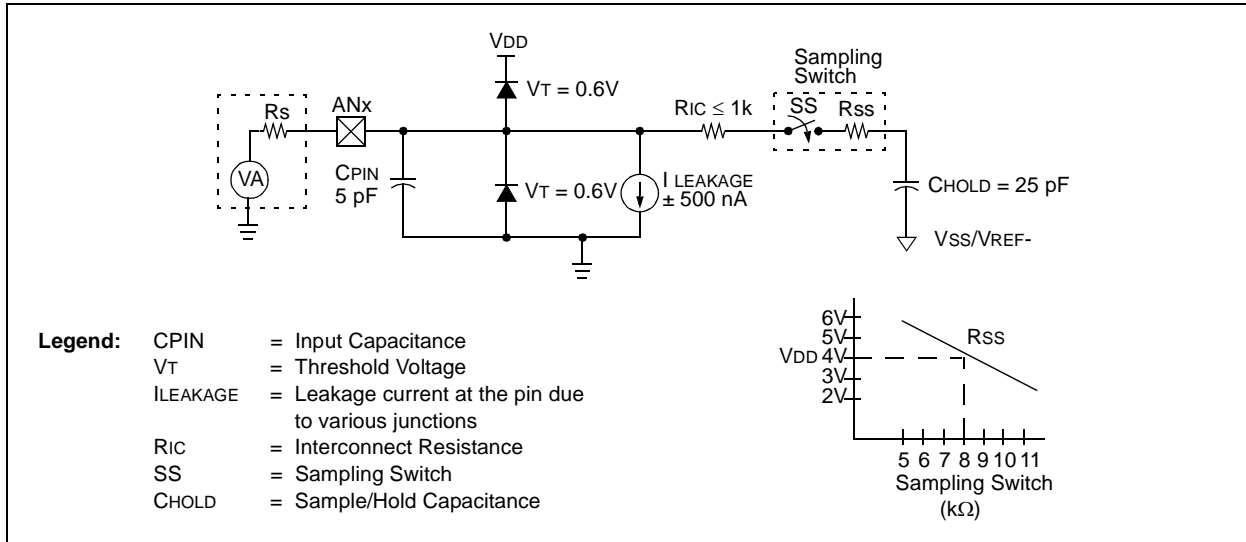 VDD
VT = 0.6V
Sampling
Switch
Rs
ANx
RIC ≤ 1k
SS
Rss
VA
CPIN
5 pF
VT = 0.6V
I LEAKAGE
± 500 nA
CHOLD = 25 pF
VSS/VREF-
Legend: CPIN = Input Capacitance
VT = Threshold Voltage
ILEAKAGE = Leakage current at the pin due
to various junctions
RIC = Interconnect Resistance
SS = Sampling Switch
CHOLD = Sample/Hold Capacitance
6V
5V
VDD 4V
3V
2V
RSS
5 6 7 8 9 10 11
Sampling Switch
(kΩ)